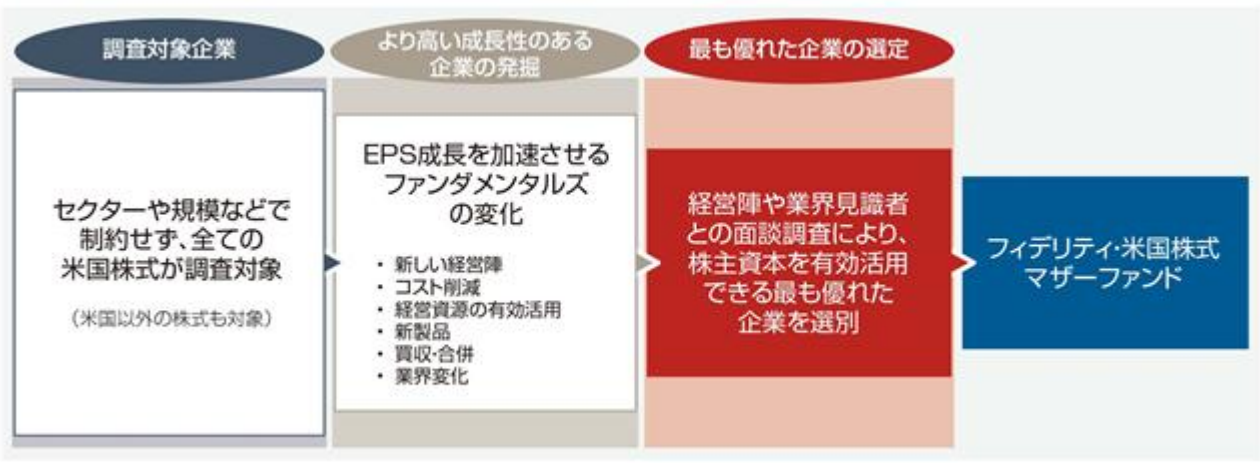 調査対象企業
セクターや規模などで
制約せず、全ての
米国株式が調査対象
（米国以外の株式も対象）
より高い成長性のある
企業の発掘
EPS成長を加速させる
ファンダメンタルズ
の変化
・ 新しい経営陣
・ コスト削減
・ 経営資源の有効活用
・ 新製品
・ 買収・合併
・ 業界変化
最も優れた企業の選定
経営陣や業界見識者
との面談調査により、
株主資本を有効活用
できる最も優れた
企業を選別
フィデリティ・米国株式
マザーファンド